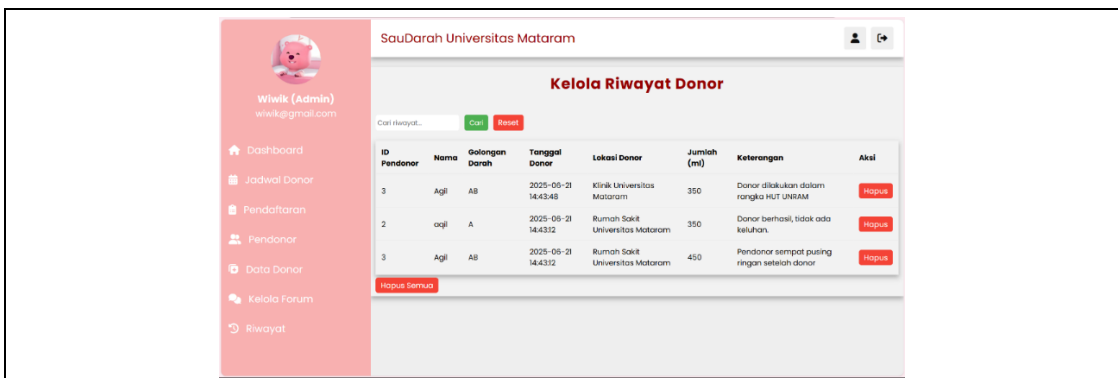 SauDarah Universitas Mataram
Wiwik (Admin)
wiwik@gmail.com
Dashboard
Jadwal Donor
Pendaftaran
Pendonor
Data Donor
Kelola Forum
Riwayat
Kelola Riwayat Donor
Cari riwayat... Cari Reset
ID Pendonor Nama Golongan Darah Tanggal Donor Lokasi Donor Jumlah (ml) Keterangan Aksi
3 Agil AB 2025-06-21 14:43:48 Klinik Universitas Mataram 350 Donor dilakukan dalam rangka HUT UNRAM Hapus
2 aqil A 2025-06-21 14:43:12 Rumah Sakit Universitas Mataram 350 Donor berhasil, tidak ada keluhan. Hapus
3 Agil AB 2025-06-21 14:43:12 Rumah Sakit Universitas Mataram 450 Pendonor sempat pusing ringan setelah donor Hapus
Hapus Semua